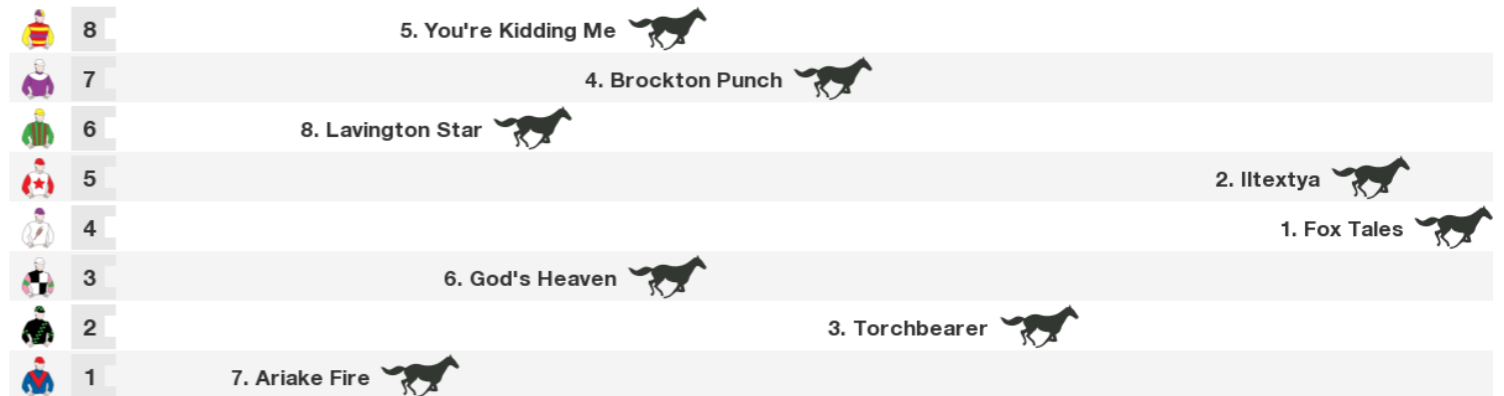 8 5. You're Kidding Me
7 4. Brockton Punch
6 8. Lavington Star
5 2. Iltextya
4 1. Fox Tales
3 6. God's Heaven
2 3. Torchbearer
1 7. Ariake Fire